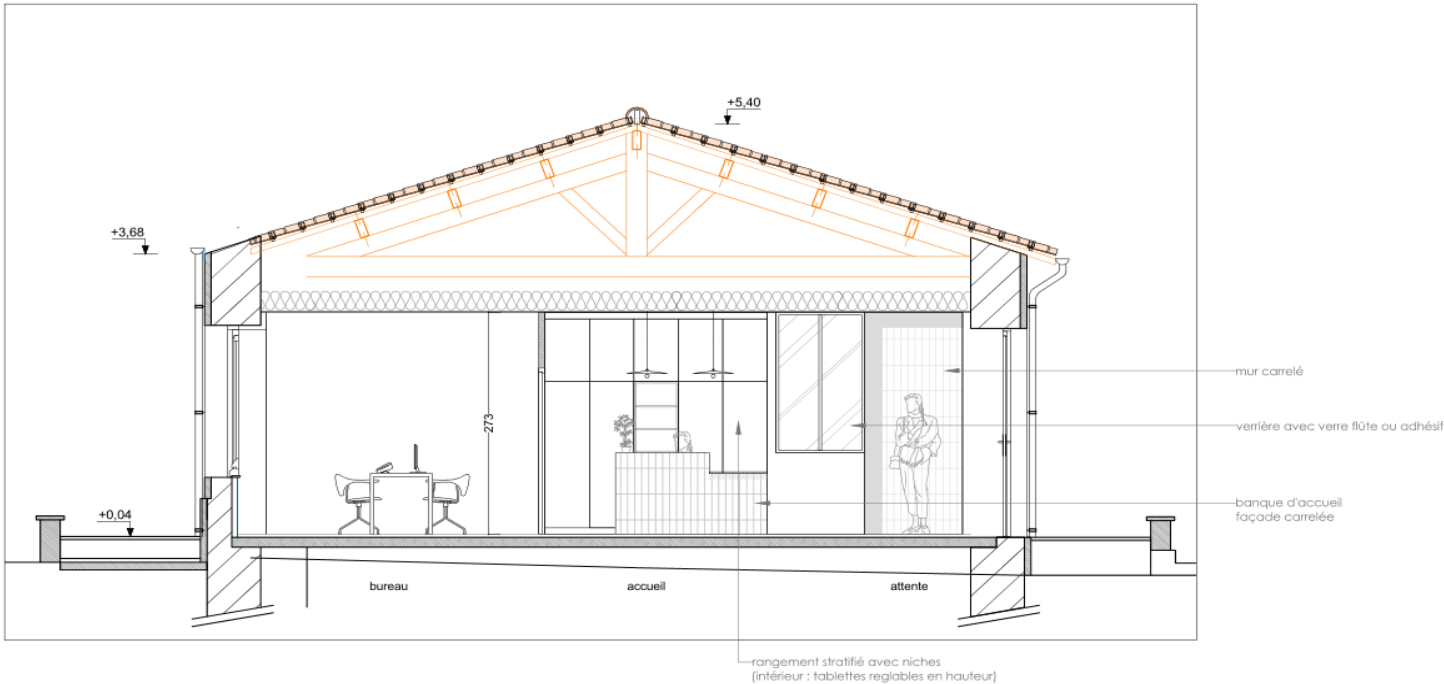 +5,40
+3,68
mur carrelé
273
verrière avec verre flûte ou adhésif
banque d'accueil
façade carrelée
+0,04
bureau
accueil
attente
rangement stratifié avec niches
(intérieur : tablettes reglables en hauteur)